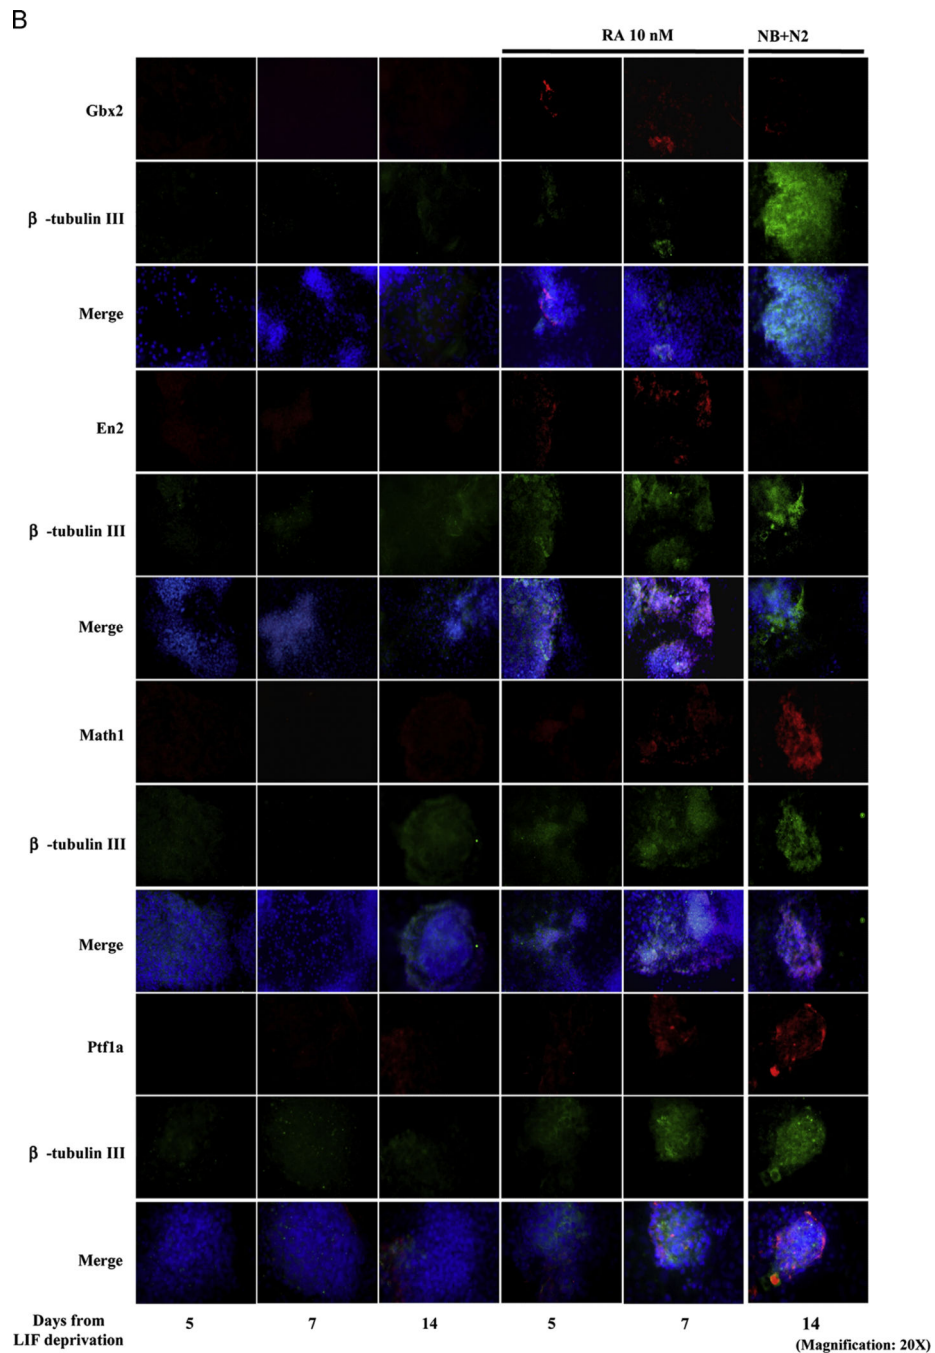 B
RA 10 nM
NB+N2
Gbx2
β -tubulin III
Merge
En2
β -tubulin III
Merge
Math1
β -tubulin III
Merge
Ptf1a
β -tubulin III
Merge
Days from
LIF deprivation
5
7
14
5
7
14
(Magnification: 20X)